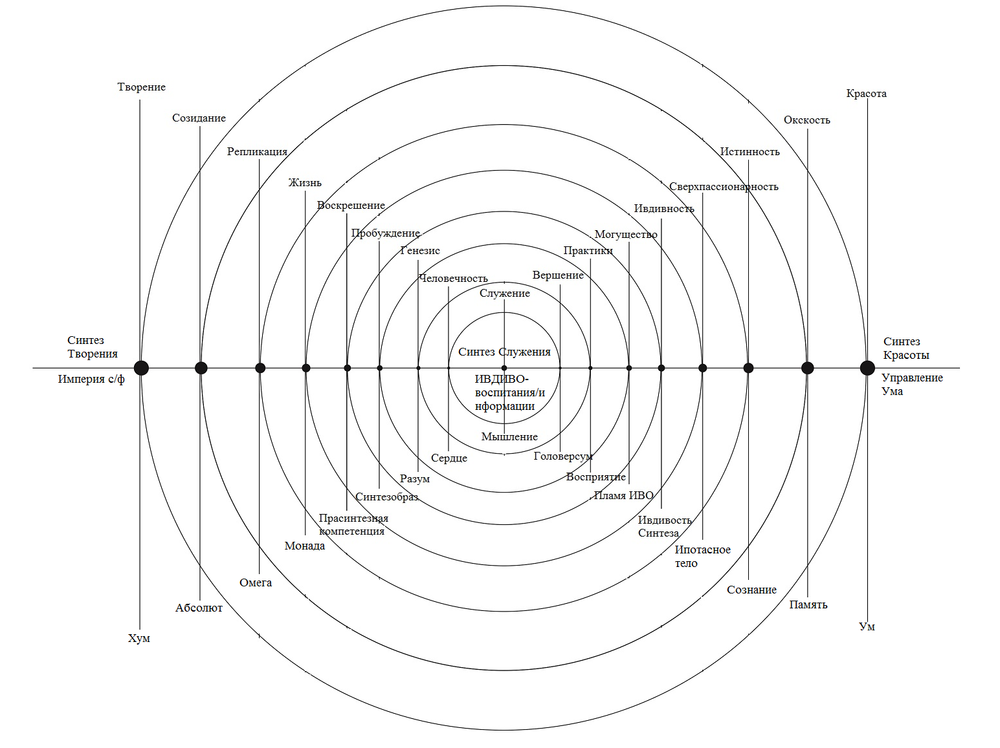 Творение
Красота
Созидание
Окскость
Репликация
Истинность
Жизнь
Сверхпассионарность
Воскрешение
Ивдивность
Пробуждение
Могущество
Генезис
Практики
Человечность
Вершение
Служение
Синтез
Творения
Синтез Служения
Синтез
Красоты
Империя с/ф
ИВДИВО-
воспитания/и
нформации
Управление
Ума
Мышление
Сердце
Головерсум
Разум
Восприятие
Синтезобраз
Пламя ИВО
Прасинтезная
компетенция
Ивдивость
Синтеза
Монада
Ипотасное
тело
Омега
Сознание
Абсолют
Память
Хум
Ум